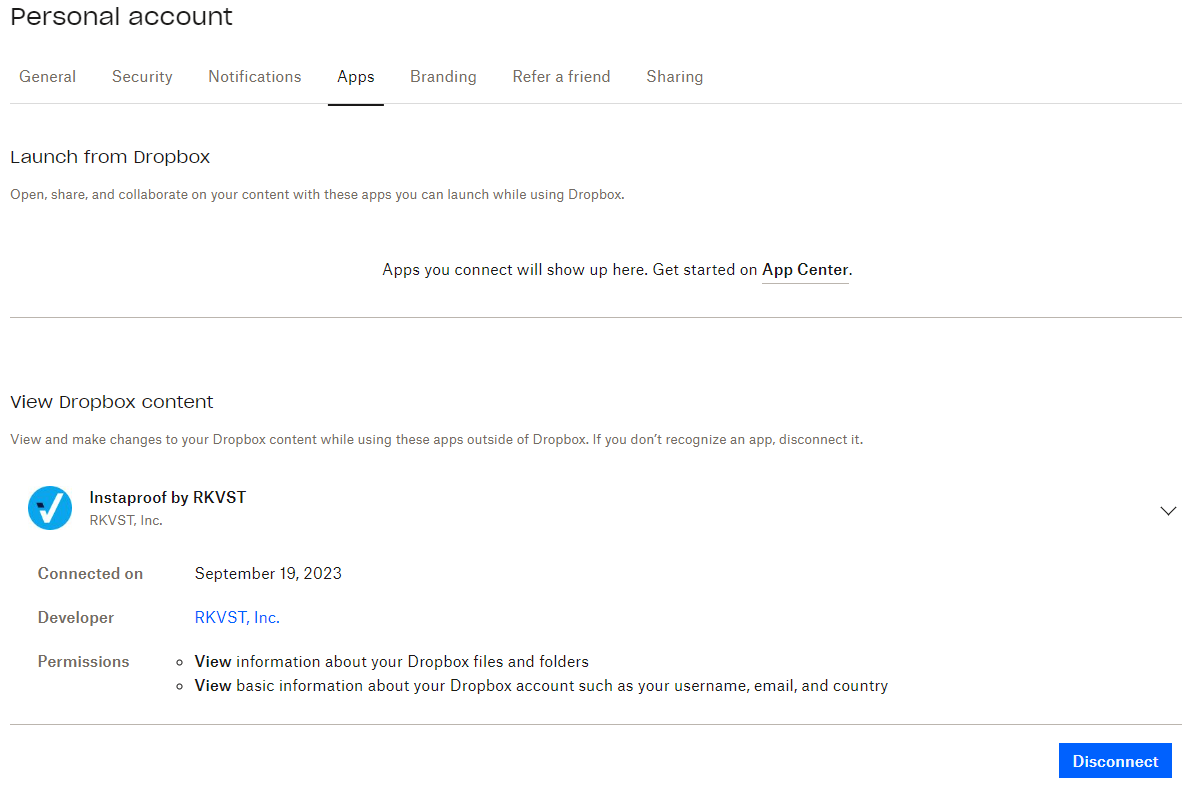 Personal account
General Security Notifications Apps Branding Refer a friend Sharing
Launch from Dropbox
Open, share, and collaborate on your content with these apps you can launch while using Dropbox.
Apps you connect will show up here. Get started on App Center.
View Dropbox content
View and make changes to your Dropbox content while using these apps outside of Dropbox. If you don’t recognize an app, disconnect it.
Instaproof by RKVST
RKVST, Inc.
Connected on September 19, 2023
Developer RKVST, Inc.
Permissions View information about your Dropbox files and folders
View basic information about your Dropbox account such as your username, email, and country
Disconnect